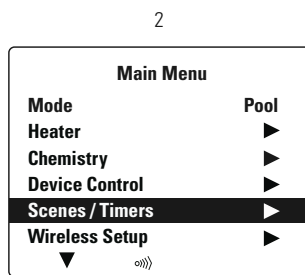 2
Main Menu
Mode Pool
Heater
Chemistry
Device Control
Scenes / Timers
Wireless Setup